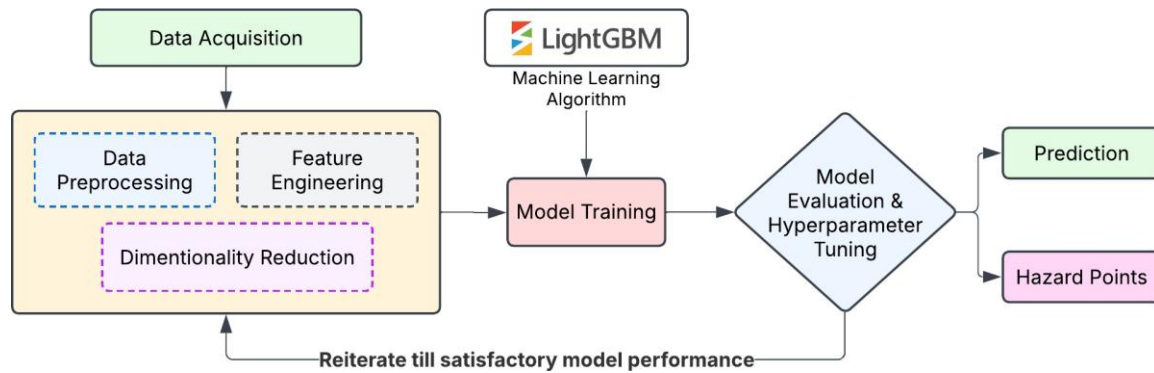 Data Acquisition
LightGBM
Machine Learning
Algorithm
Data
Preprocessing
Feature
Engineering
Dimentionality Reduction
Model Training
Model
Evaluation &
Hyperparameter
Tuning
Prediction
Hazard Points
Reiterate till satisfactory model performance